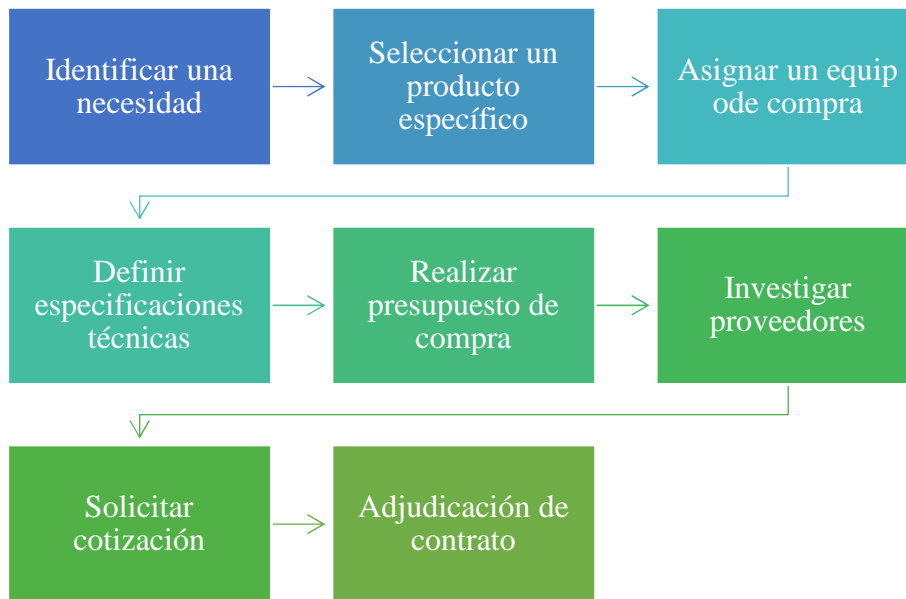 Identificar una
necesidad
Seleccionar un
producto
específico
Asignar un equip
ode compra
Definir
especificaciones
técnicas
Realizar
presupuesto de
compra
Investigar
proveedores
Solicitar
cotización
Adjudicación de
contrato